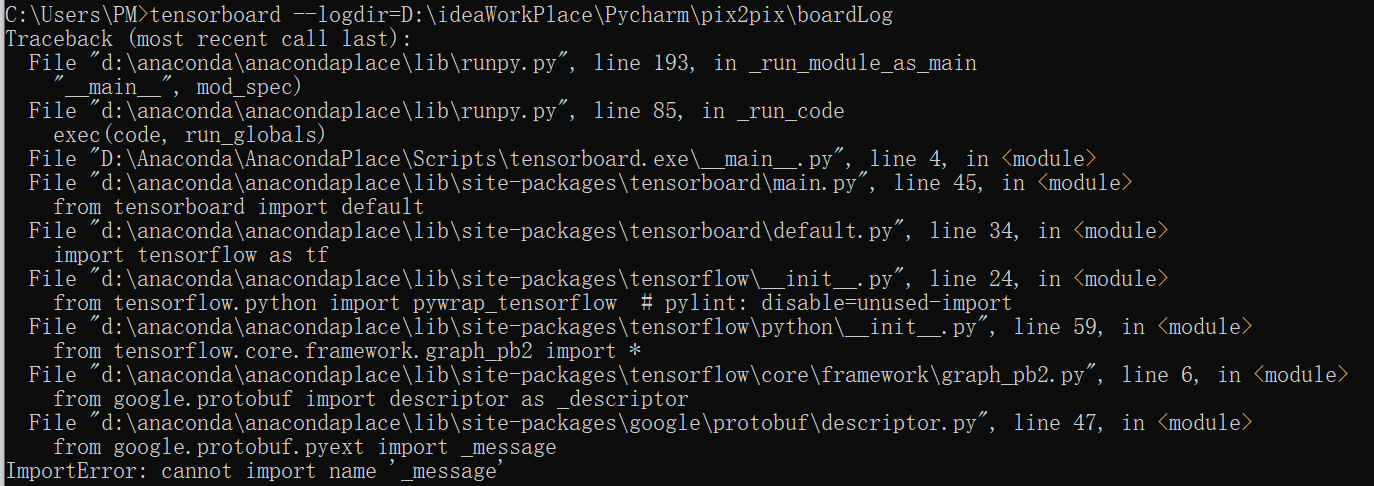 C:\Users\PM>tensorboard --logdir=D:\ideaWorkPlace\Pycharm\pix2pix\boardLog
Traceback (most recent call last):
  File "d:\anaconda\anacondaplace\lib\runpy.py", line 193, in _run_module_as_main
    "__main__", mod_spec)
  File "d:\anaconda\anacondaplace\lib\runpy.py", line 85, in _run_code
    exec(code, run_globals)
  File "D:\Anaconda\AnacondaPlace\Scripts\tensorboard.exe\__main__.py", line 4, in <module>
  File "d:\anaconda\anacondaplace\lib\site-packages\tensorboard\main.py", line 45, in <module>
    from tensorboard import default
  File "d:\anaconda\anacondaplace\lib\site-packages\tensorboard\default.py", line 34, in <module>
    import tensorflow as tf
  File "d:\anaconda\anacondaplace\lib\site-packages\tensorflow\__init__.py", line 24, in <module>
    from tensorflow.python import pywrap_tensorflow  # pylint: disable=unused-import
  File "d:\anaconda\anacondaplace\lib\site-packages\tensorflow\python\__init__.py", line 59, in <module>
    from tensorflow.core.framework.graph_pb2 import *
  File "d:\anaconda\anacondaplace\lib\site-packages\tensorflow\core\framework\graph_pb2.py", line 6, in <module>
    from google.protobuf import descriptor as _descriptor
  File "d:\anaconda\anacondaplace\lib\site-packages\google\protobuf\descriptor.py", line 47, in <module>
    from google.protobuf.pyext import _message
ImportError: cannot import name '_message'